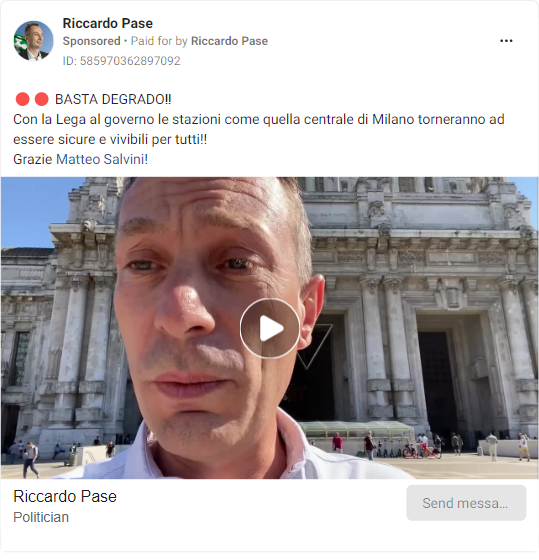 Riccardo Pase
Sponsored • Paid for by Riccardo Pase
ID: 585970362897092
🔴🔴 BASTA DEGRADO!!
Con la Lega al governo le stazioni come quella centrale di Milano torneranno ad
essere sicure e vivibili per tutti!!
Grazie Matteo Salvini!
Riccardo Pase
Politician
Send messa...